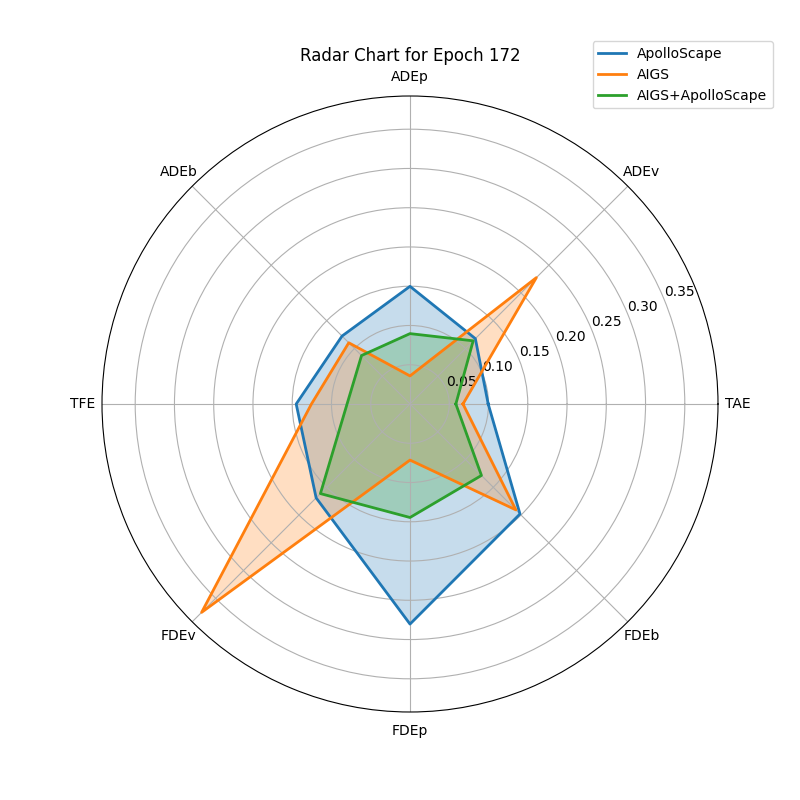 Radar Chart for Epoch 172
ApolloScape
AIGS
AIGS+ApolloScape
ADEp
ADEb
ADEv
0.35
0.30
0.25
0.20
0.15
0.10
0.05
TFE
TAE
FDEv
FDEb
FDEp